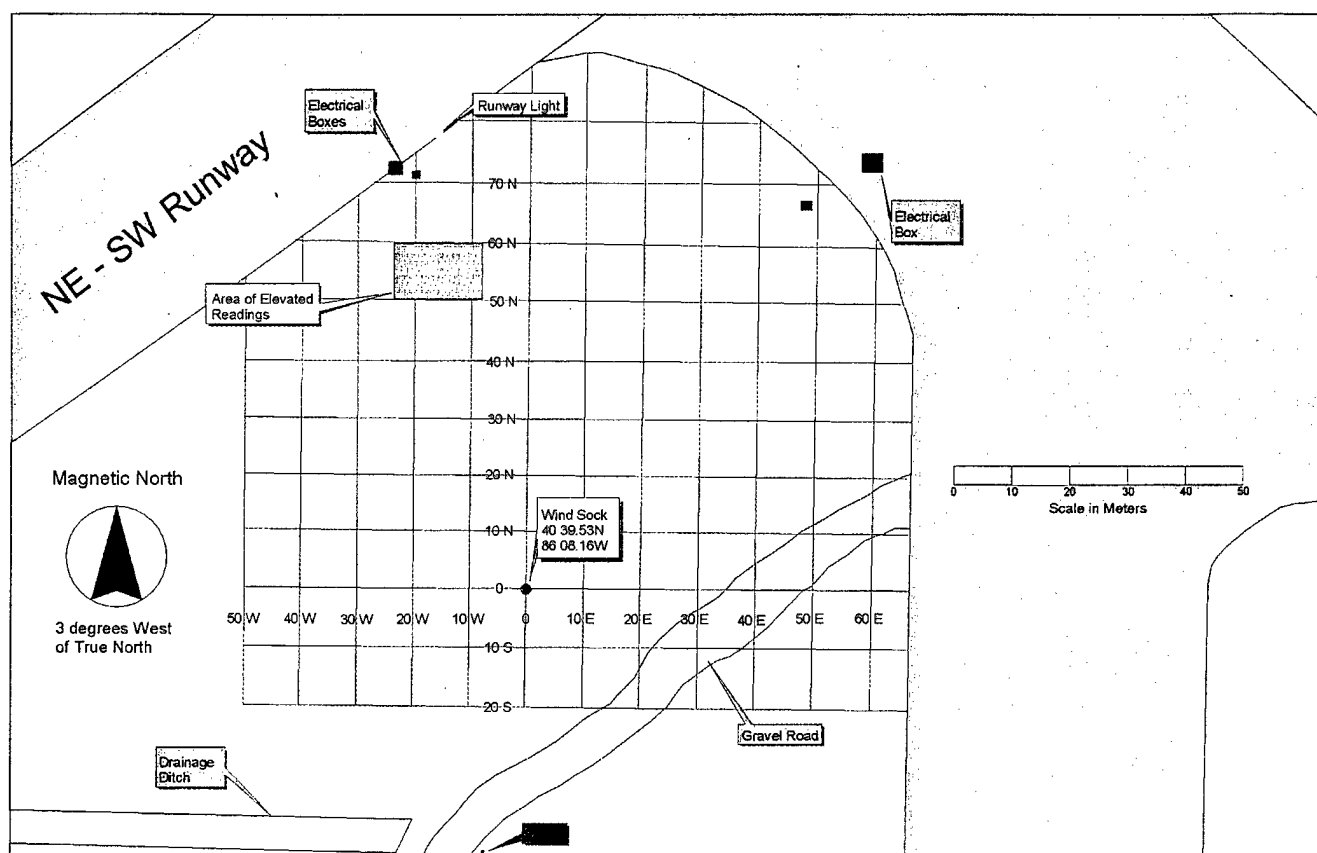 Electrical
Boxes
Runway Light
NE - SW Runway
70 N
Electrical
Box
60 N
Area of Elevated
Readings
50 N
40 N
30 N
Magnetic North
20 N
0 10 20 30 40 50
Scale in Meters
Wind Sock
40 39.53N
86 08.16W
10 N
0
3 degrees West
of True North
50 W 40 W 30 W 20 W 10 W 0 10 E 20 E 30 E 40 E 50 E 60 E
10 S
20 S
Gravel Road
Drainage
Ditch